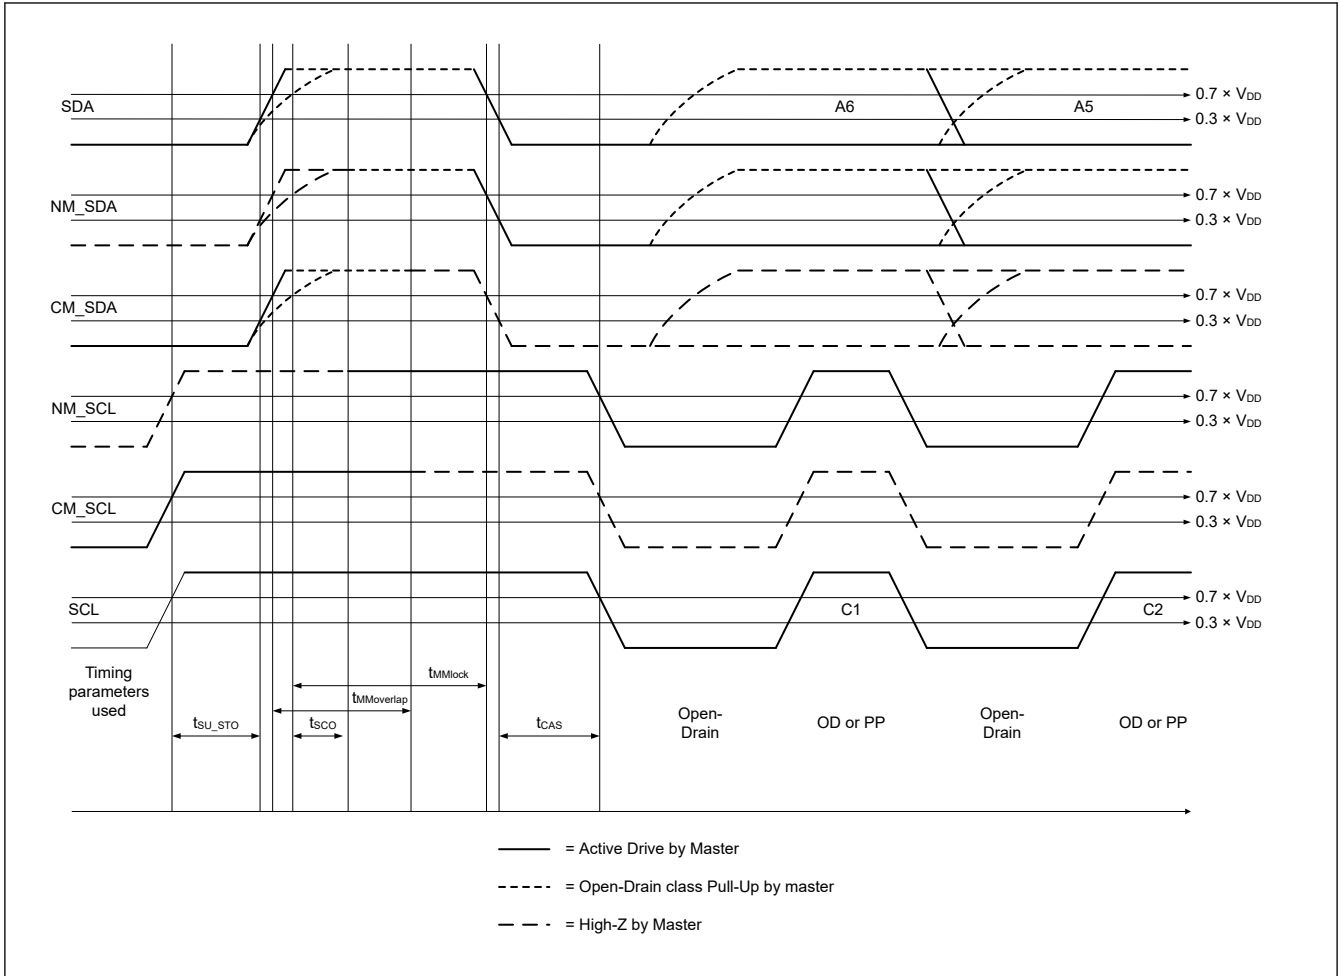 SDA
A6
A5
0.7 × VDD
0.3 × VDD
NM_SDA
0.7 × VDD
0.3 × VDD
CM_SDA
0.7 × VDD
0.3 × VDD
NM_SCL
0.7 × VDD
0.3 × VDD
CM_SCL
0.7 × VDD
0.3 × VDD
SCL
C1
C2
0.7 × VDD
0.3 × VDD
Timing
parameters
used
tMMlock
tMMoverlap
tSU_STO
tSCO
tCAS
Open-
Drain
OD or PP
Open-
Drain
OD or PP
= Active Drive by Master
= Open-Drain class Pull-Up by master
= High-Z by Master